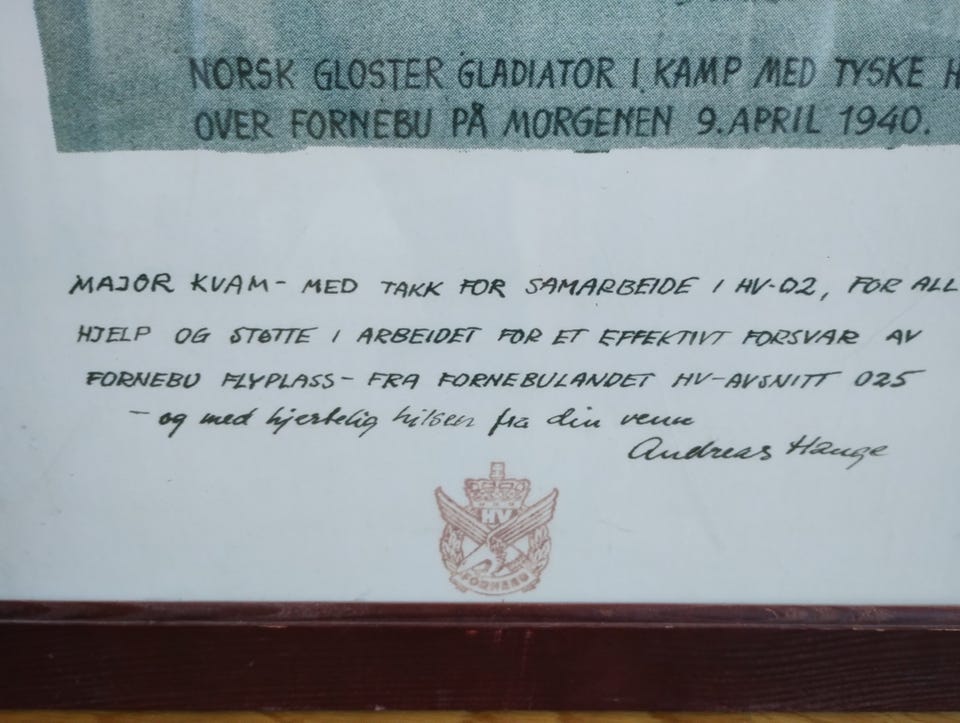 NORSK GLOSTER GLADIATOR I KAMP MED TYSKE H
OVER FORNEBU PÅ MORGENEN 9. APRIL 1940.
MAJOR KVAM - MED TAKK FOR SAMARBEIDE I HV-02, FOR ALL
HJELP OG STØTTE I ARBEIDET FOR ET EFFEKTIVT FORSVAR AV
FORNEBU FLYPLASS - FRA FORNEBULANDET HV-AVSNITT 025
- og med hjertelig hilsen fra din venn
Andreas Hauge
HV
FORNEBU